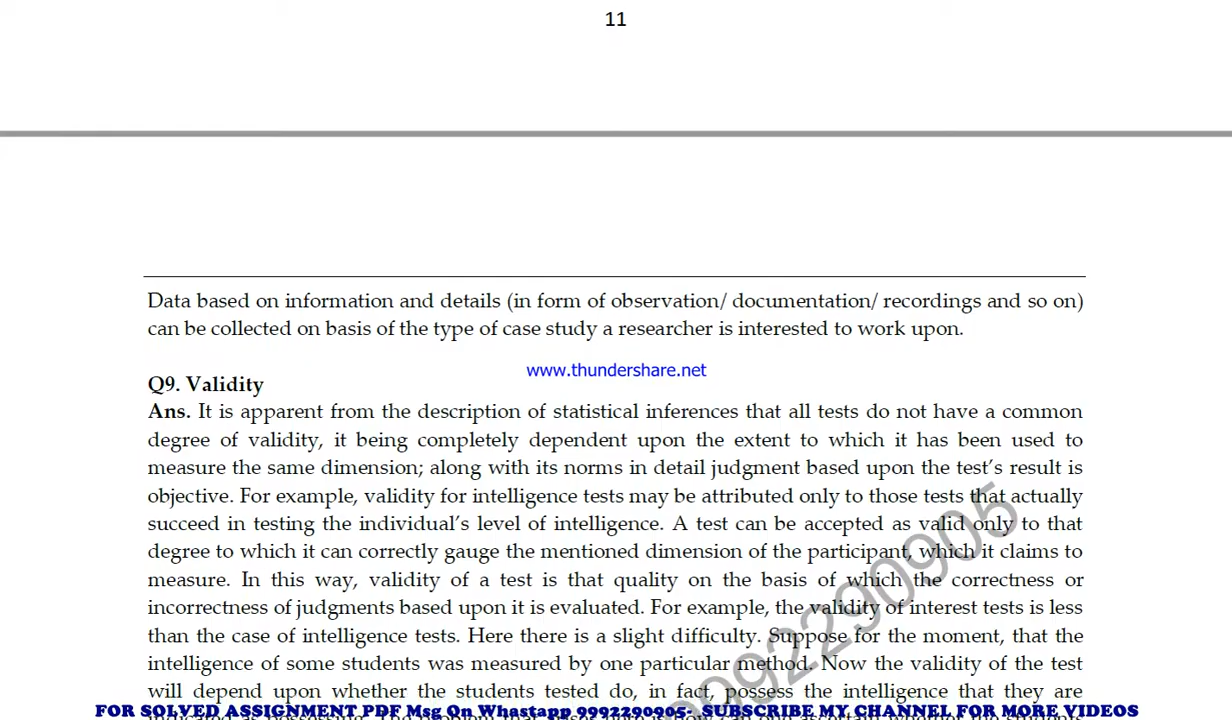 11
Data based on information and details (in form of observation/ documentation/ recordings and so on)
can be collected on basis of the type of case study a researcher is interested to work upon.
www.thundershare.net
Q9. Validity
Ans. It is apparent from the description of statistical inferences that all tests do not have a common
degree of validity, it being completely dependent upon the extent to which it has been used to
measure the same dimension; along with its norms in detail judgment based upon the test's result is
objective. For example, validity for intelligence tests may be attributed only to those tests that actually
succeed in testing the individual's level of intelligence. A test can be accepted as valid only to that
degree to which it can correctly gauge the mentioned dimension of the participant, which it claims to
measure. In this way, validity of a test is that quality on the basis of which the correctness or
incorrectness of judgments based upon it is evaluated. For example, the validity of interest tests is less
than the case of intelligence tests. Here there is a slight difficulty. Suppose for the moment, that the
intelligence of some students was measured by one particular method. Now the validity of the test
will depend upon whether the students tested do, in fact, possess the intelligence that they are
FOR SOLVED ASSIGNMENT PDF Msg On Whastapp 9992290905- SUBSCRIBE MY CHANNEL FOR MORE VIDEOS